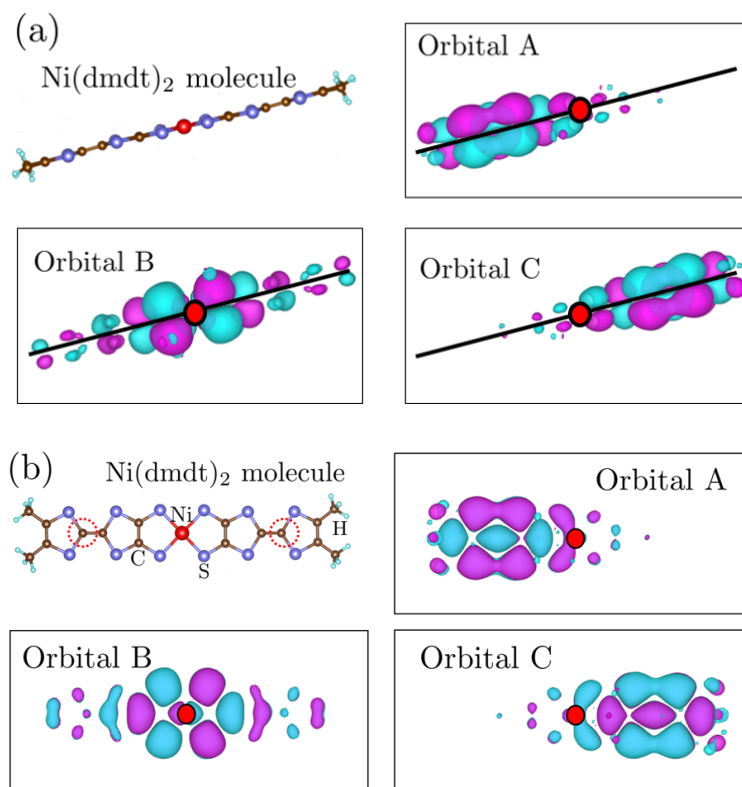 (a)
Ni(dmdt)₂ molecule
Orbital A
Orbital B
Orbital C
(b)
Ni(dmdt)₂ molecule
Ni
H
C
S
Orbital A
Orbital B
Orbital C